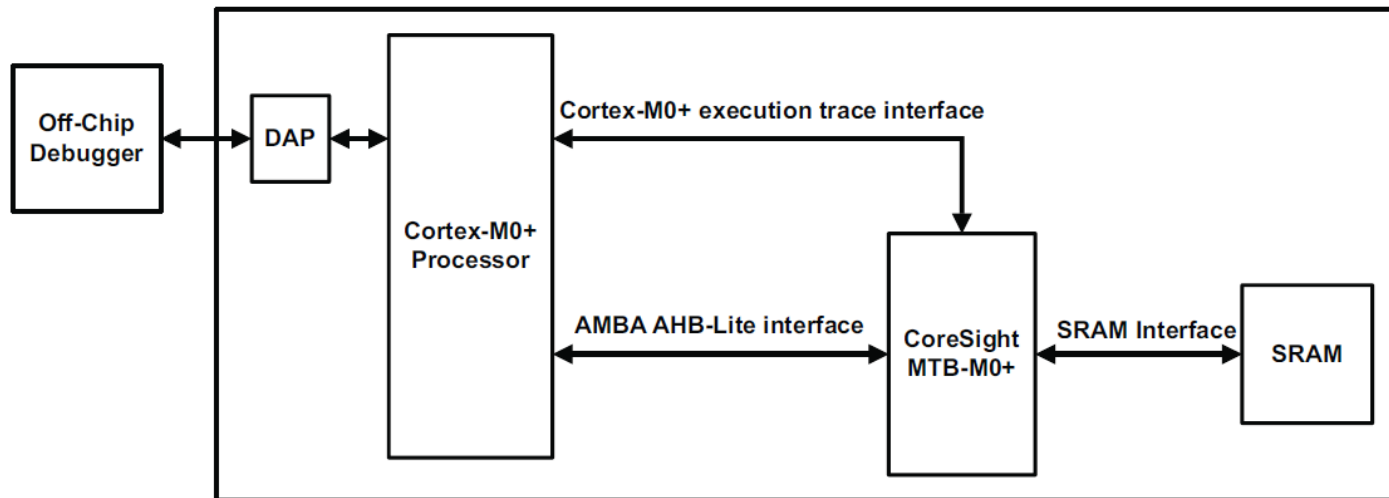 Off-Chip
Debugger
DAP
Cortex-M0+
Processor
Cortex-M0+ execution trace interface
AMBA AHB-Lite interface
CoreSight
MTB-M0+
SRAM Interface
SRAM